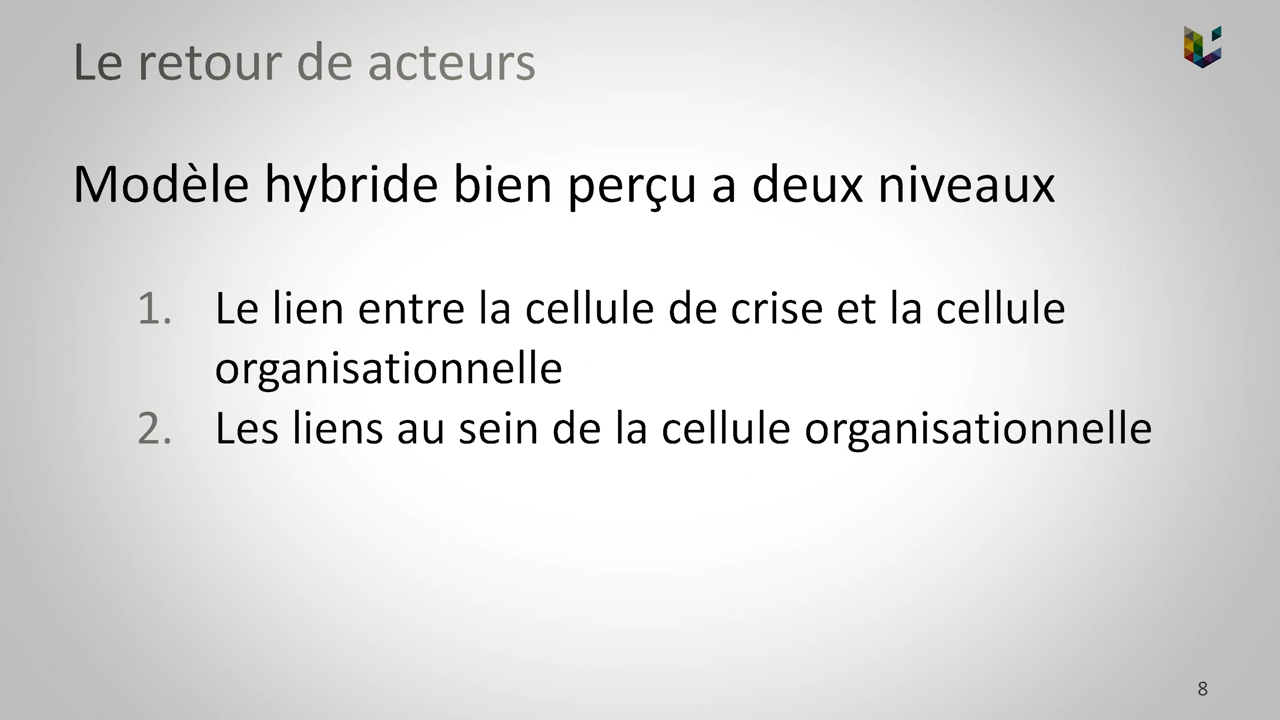 Le retour de acteurs
Modèle hybride bien perçu a deux niveaux
1. Le lien entre la cellule de crise et la cellule
organisationnelle
2. Les liens au sein de la cellule organisationnelle
8